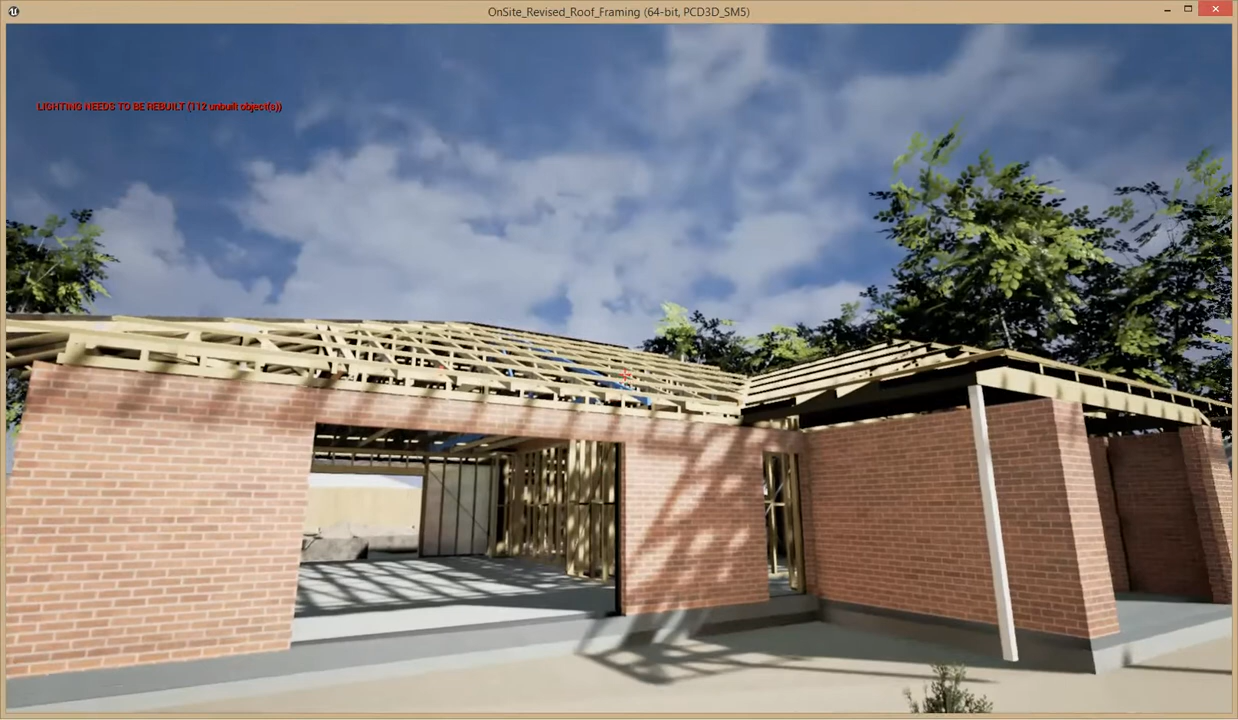 OnSite_Revised_Roof_Framing (64-bit, PCD3D_SM5)
LIGHTING NEEDS TO BE REBUILT (112 unbuilt object(s))